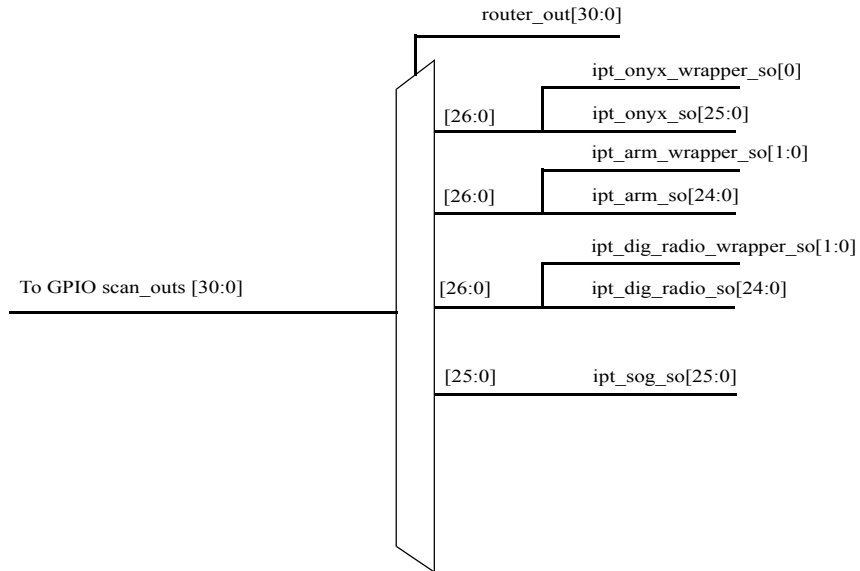 router_out[30:0]
ipt_onyx_wrapper_so[0]
[26:0] ipt_onyx_so[25:0]
ipt_arm_wrapper_so[1:0]
[26:0] ipt_arm_so[24:0]
ipt_dig_radio_wrapper_so[1:0]
To GPIO scan_outs [30:0] [26:0] ipt_dig_radio_so[24:0]
[25:0] ipt_sog_so[25:0]